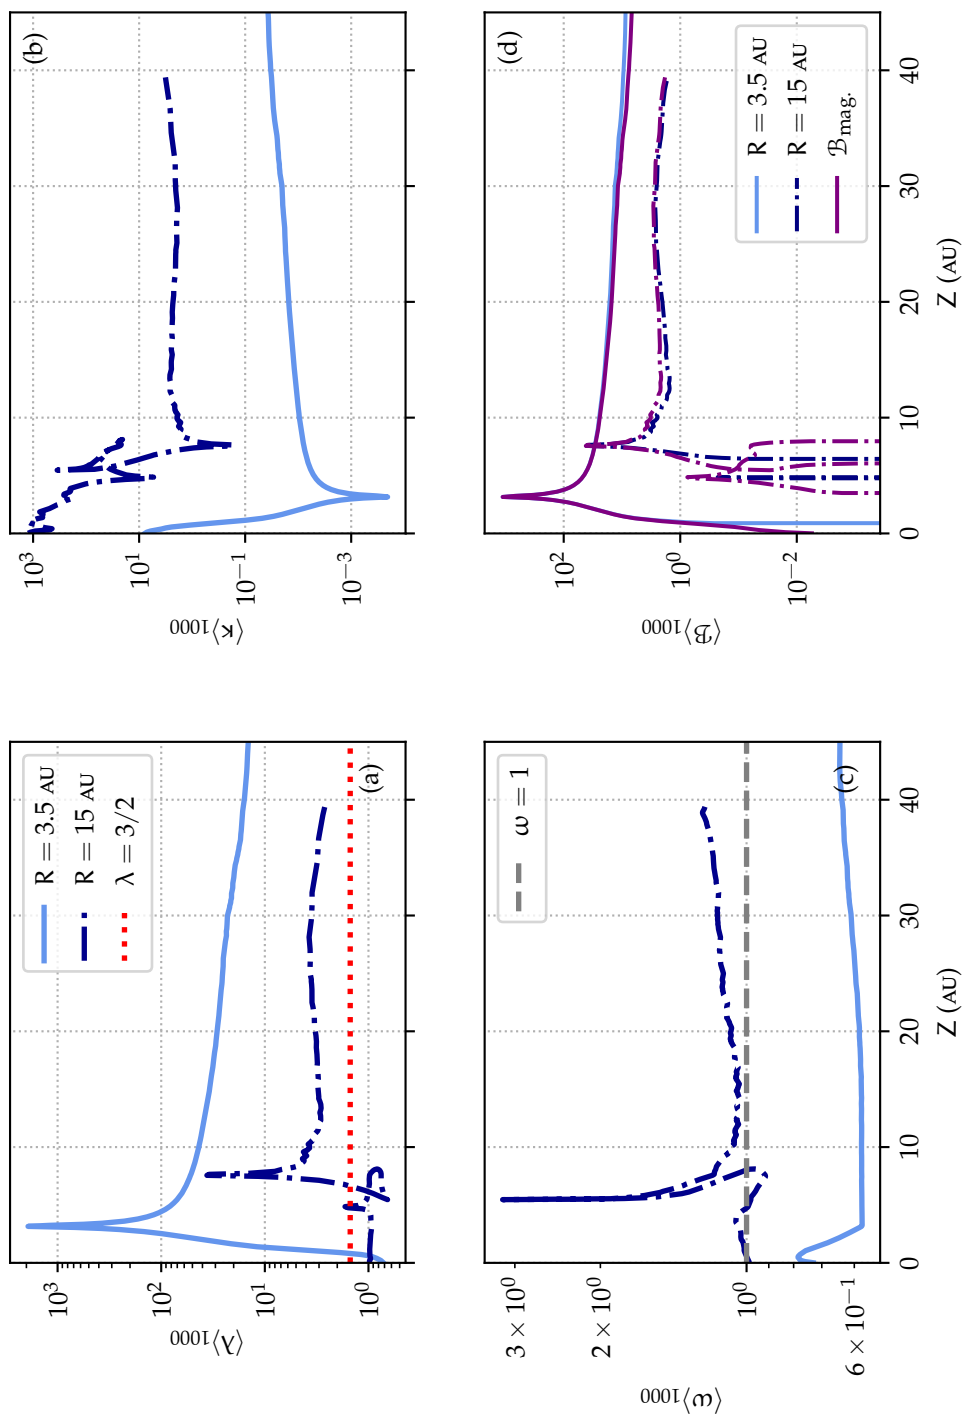 ⟨λ⟩1000
10³
10²
10¹
10⁰
R = 3.5 AU
R = 15 AU
λ = 3/2
(a)
⟨κ⟩1000
10³
10¹
10⁻¹
10⁻³
(b)
⟨ω⟩1000
3 × 10⁰
2 × 10⁰
10⁰
6 × 10⁻¹
ω = 1
(c)
0
10
20
30
40
Z (AU)
⟨ℬ⟩1000
10²
10⁰
10⁻²
(d)
R = 3.5 AU
R = 15 AU
ℬmag.
0
10
20
30
40
Z (AU)